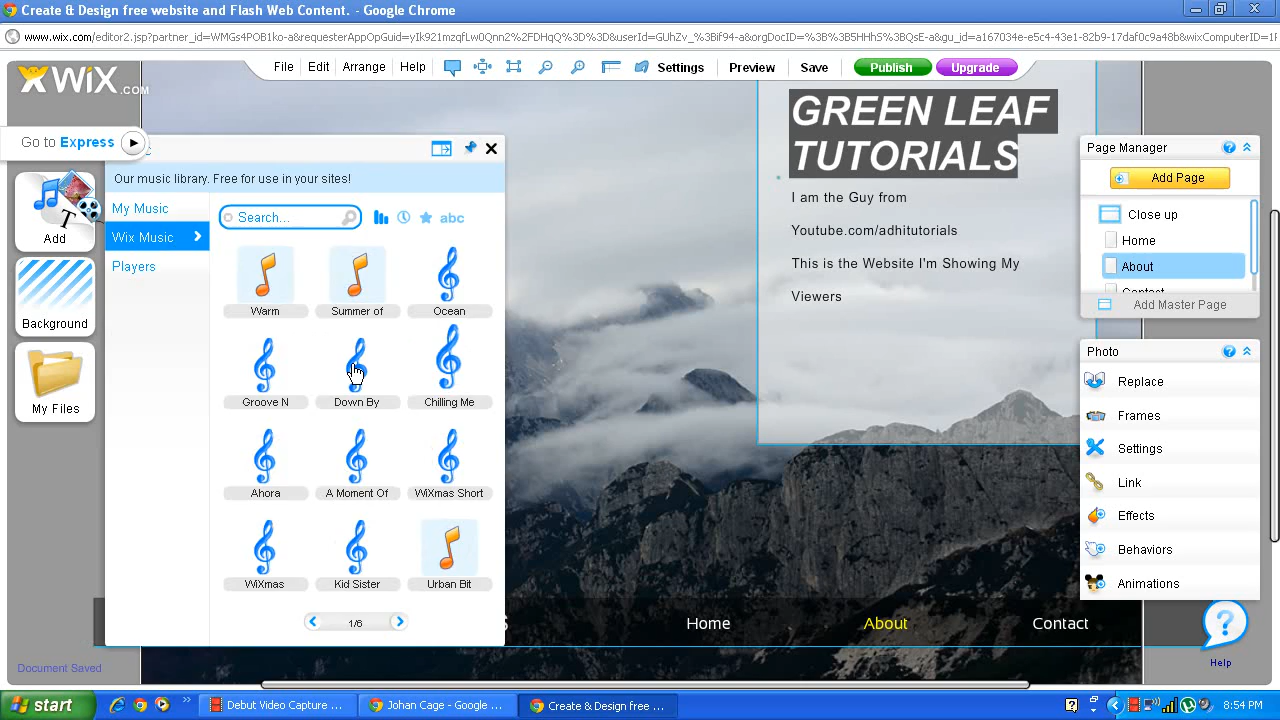 Create & Design free website and Flash Web Content. - Google Chrome
WiX.COM
File Edit Arrange Help Settings Preview Save Publish Upgrade
Go to Express
Our music library. Free for use in your sites!
My Music
Wix Music
Players
Search...
abc
Warm Summer of Ocean
Groove N Down By Chilling Me
Ahora A Moment Of WiXmas Short
WiXmas Kid Sister Urban Bit
1/6
Add
Background
My Files
GREEN LEAF
TUTORIALS
I am the Guy from
Youtube.com/adhitutorials
This is the Website I'm Showing My
Viewers
Page Manager
Add Page
Close up
Home
About
Contact
Add Master Page
Photo
Replace
Frames
Settings
Link
Effects
Behaviors
Animations
Home About Contact
Help
Document Saved
start Debut Video Capture ... Johan Cage - Google ... Create & Design free ... 8:54 PM